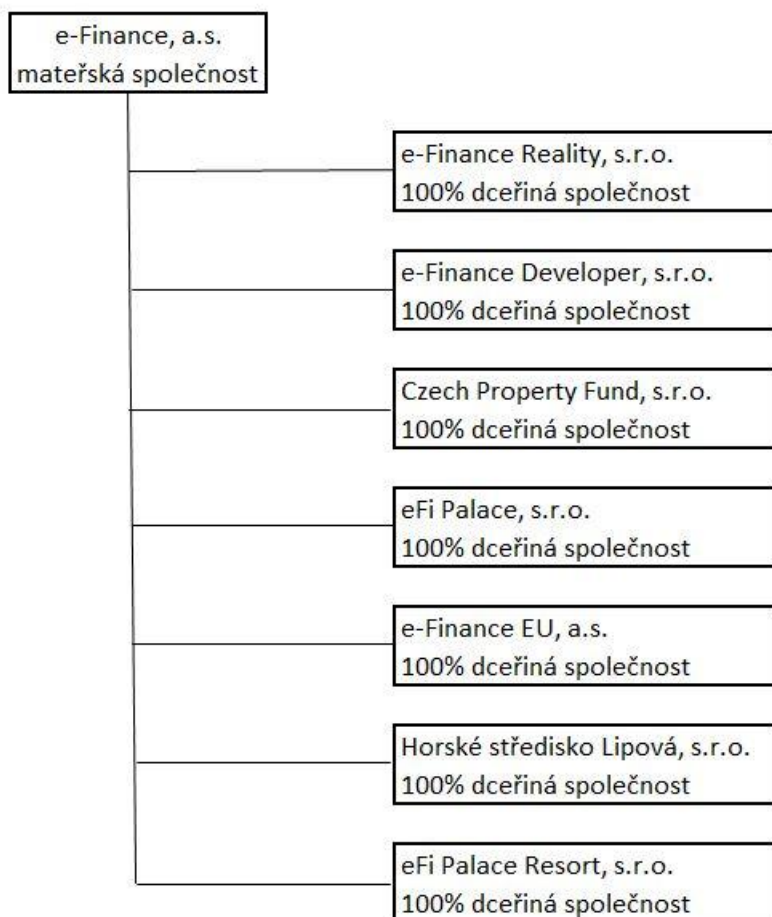 e-Finance, a.s.
mateřská společnost
e-Finance Reality, s.r.o.
100% dceřiná společnost
e-Finance Developer, s.r.o.
100% dceřiná společnost
Czech Property Fund, s.r.o.
100% dceřiná společnost
eFi Palace, s.r.o.
100% dceřiná společnost
e-Finance EU, a.s.
100% dceřiná společnost
Horské středisko Lipová, s.r.o.
100% dceřiná společnost
eFi Palace Resort, s.r.o.
100% dceřiná společnost